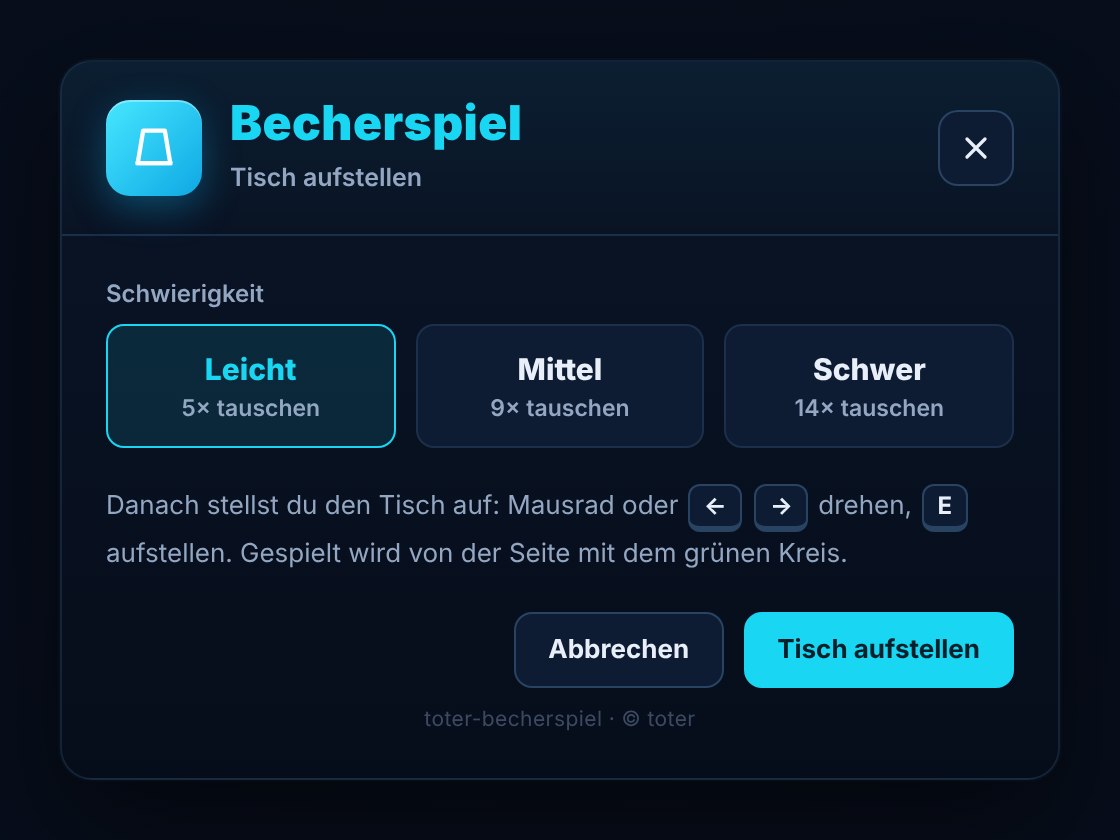 Becherspiel
Tisch aufstellen
Schwierigkeit
Leicht
5× tauschen
Mittel
9× tauschen
Schwer
14× tauschen
Danach stellst du den Tisch auf: Mausrad oder ← → drehen, E
aufstellen. Gespielt wird von der Seite mit dem grünen Kreis.
Abbrechen
Tisch aufstellen
toter-becherspiel · © toter